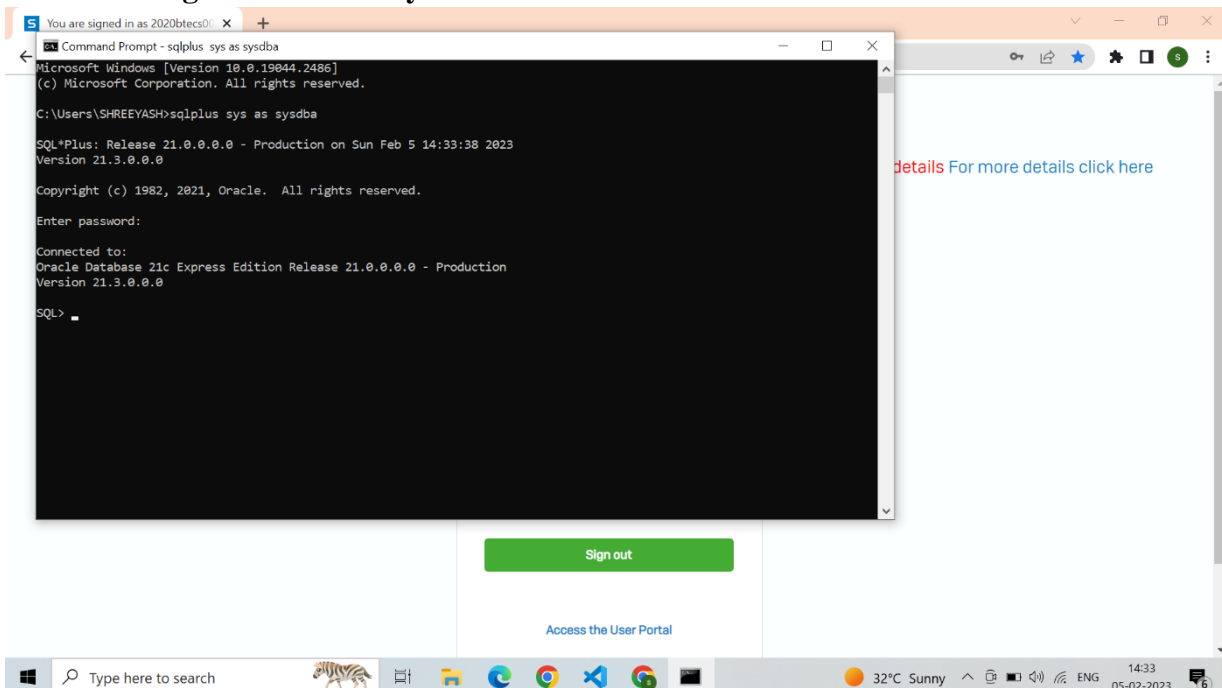 You are signed in as 2020btecs00
Command Prompt - sqlplus sys as sysdba
Microsoft Windows [Version 10.0.19044.2486]
(c) Microsoft Corporation. All rights reserved.
C:\Users\SHREEYASH>sqlplus sys as sysdba
SQL*Plus: Release 21.0.0.0.0 - Production on Sun Feb 5 14:33:38 2023
Version 21.3.0.0.0
Copyright (c) 1982, 2021, Oracle.  All rights reserved.
Enter password:
Connected to:
Oracle Database 21c Express Edition Release 21.0.0.0.0 - Production
Version 21.3.0.0.0
SQL>
details For more details click here
Sign out
Access the User Portal
Type here to search
32°C Sunny
ENG
14:33
05-02-2023
6